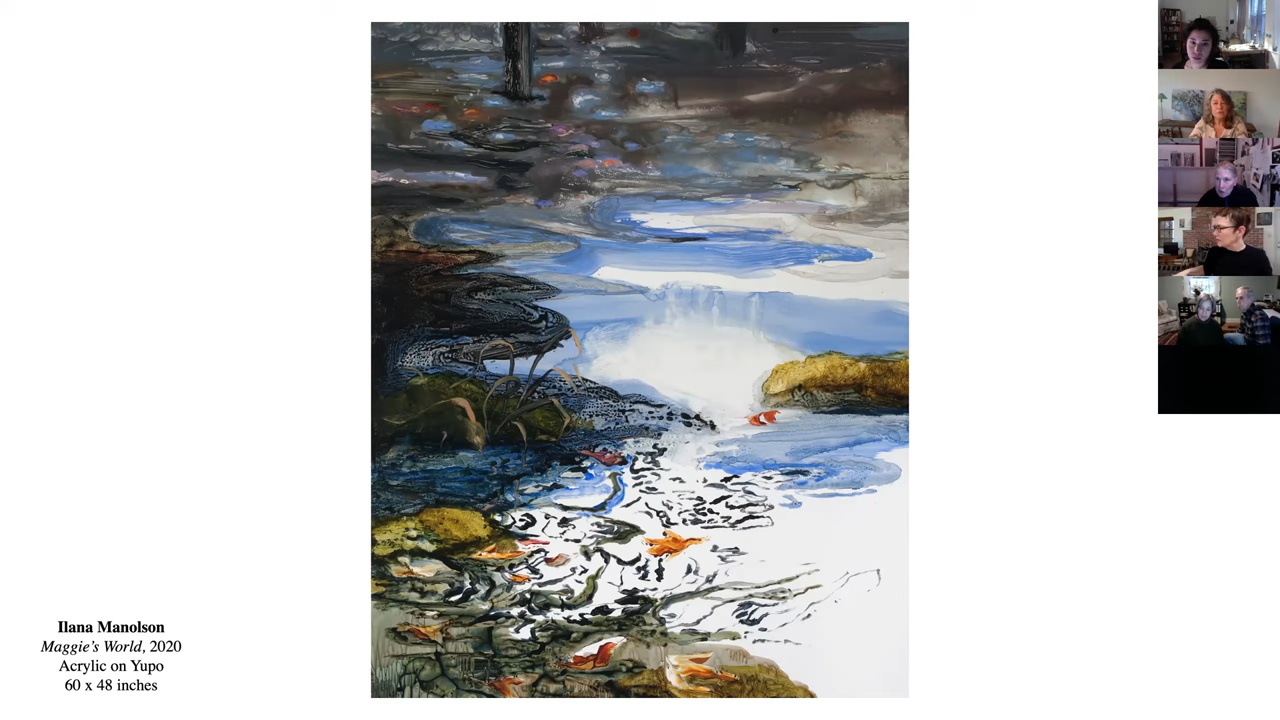 Ilana Manolson
Maggie's World, 2020
Acrylic on Yupo
60 x 48 inches